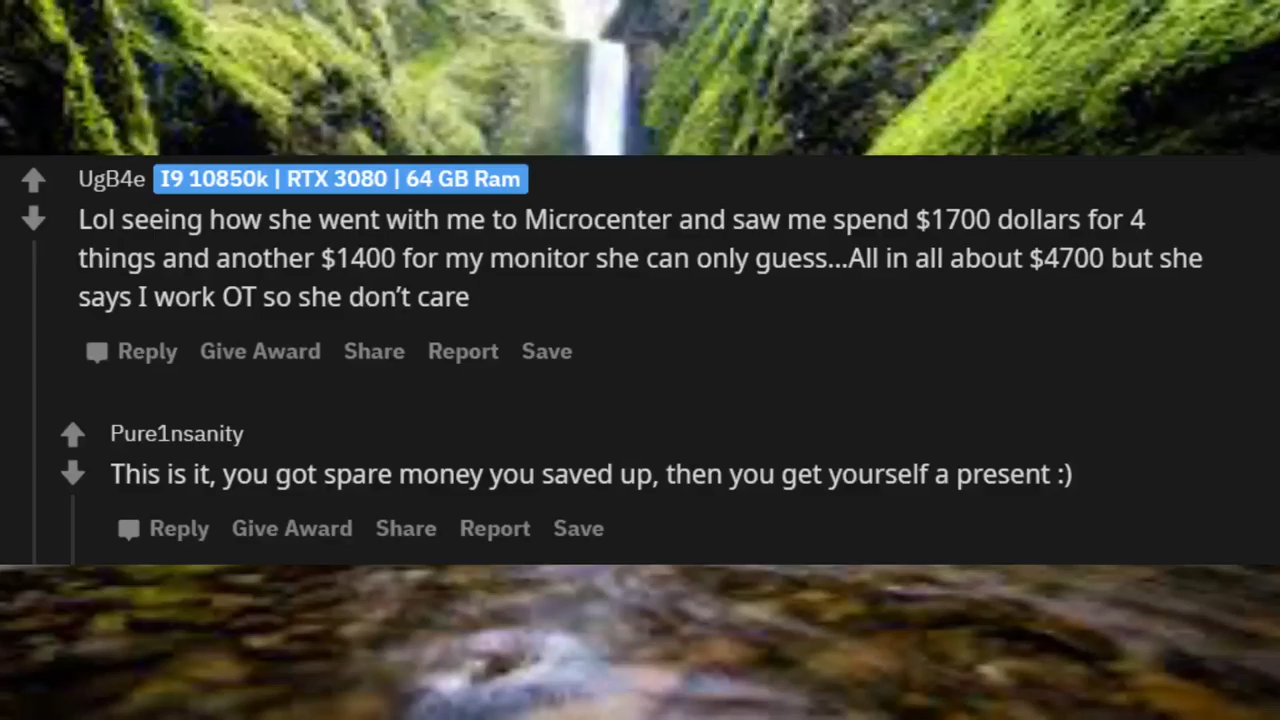 UgB4e I9 10850k | RTX 3080 | 64 GB Ram
Lol seeing how she went with me to Microcenter and saw me spend $1700 dollars for 4
things and another $1400 for my monitor she can only guess...All in all about $4700 but she
says I work OT so she don’t care
Reply Give Award Share Report Save
Pure1nsanity
This is it, you got spare money you saved up, then you get yourself a present :)
Reply Give Award Share Report Save